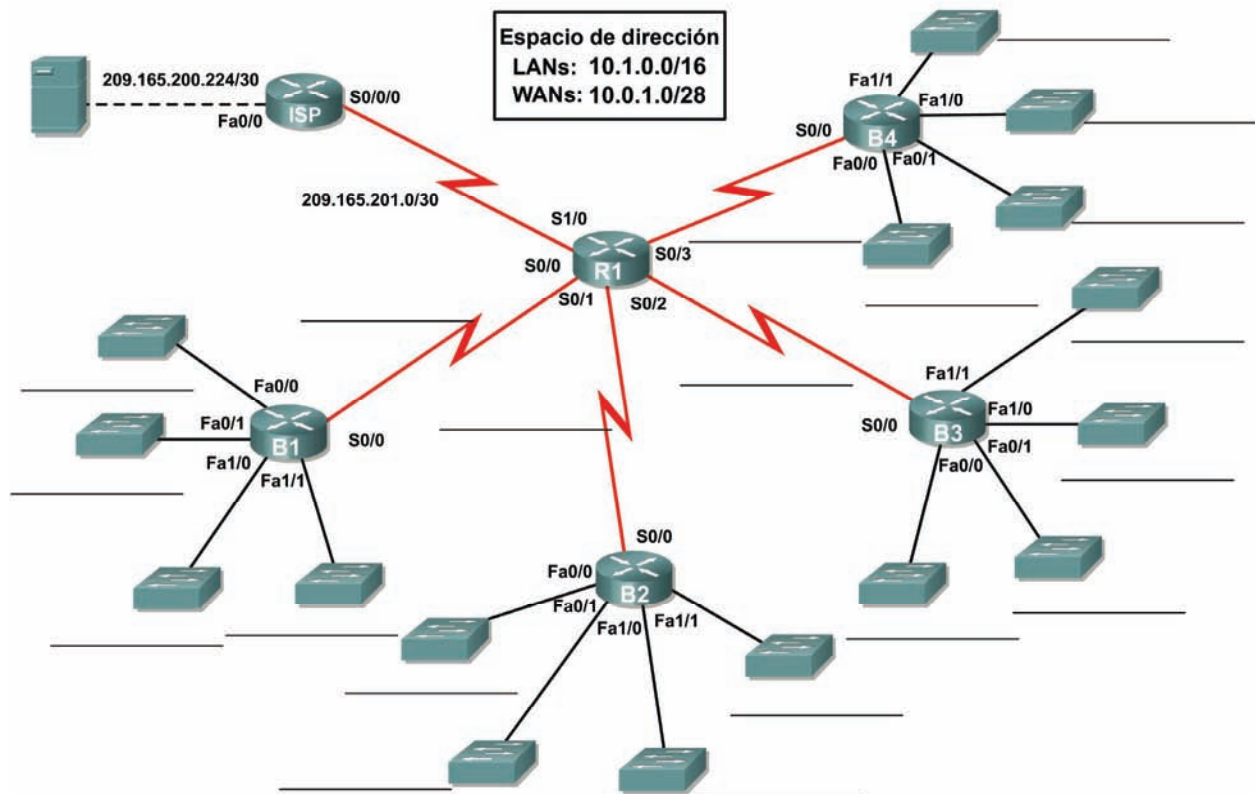 Espacio de dirección
LANs: 10.1.0.0/16
WANs: 10.0.1.0/28
209.165.200.224/30
S0/0/0
ISP
Fa0/0
209.165.201.0/30
Fa1/1
Fa1/0
S0/0
B4
Fa0/0
Fa0/1
S1/0
S0/0
R1
S0/3
S0/1
S0/2
Fa0/0
Fa0/1
B1
S0/0
Fa1/0
Fa1/1
Fa1/1
Fa1/0
S0/0
B3
Fa0/1
Fa0/0
S0/0
Fa0/0
B2
Fa0/1
Fa1/0
Fa1/1